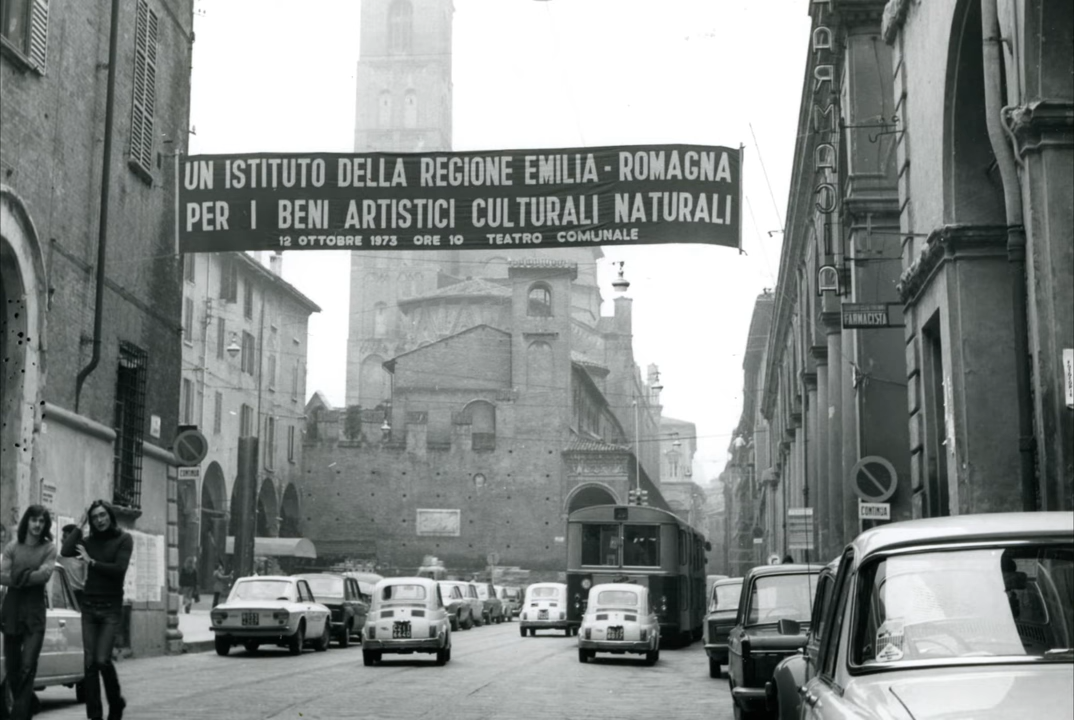 UN ISTITUTO DELLA REGIONE EMILIA - ROMAGNA
PER I BENI ARTISTICI CULTURALI NATURALI
12 OTTOBRE 1973 ORE 10 TEATRO COMUNALE
FARMACIA
FARMACISTA
CONTINUA
CONTINUA